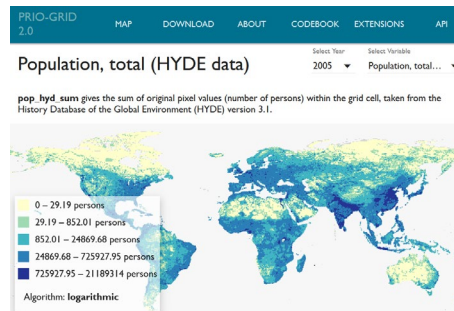 PRIO-GRID
2.0
MAP
DOWNLOAD
ABOUT
CODEBOOK
EXTENSIONS
API
Select Year
Select Variable
Population, total (HYDE data)
2005
Population, total...
pop_hyd_sum gives the sum of original pixel values (number of persons) within the grid cell, taken from the
History Database of the Global Environment (HYDE) version 3.1.
0 – 29.19 persons
29.19 – 852.01 persons
852.01 – 24869.68 persons
24869.68 – 725927.95 persons
725927.95 – 21189314 persons
Algorithm: logarithmic